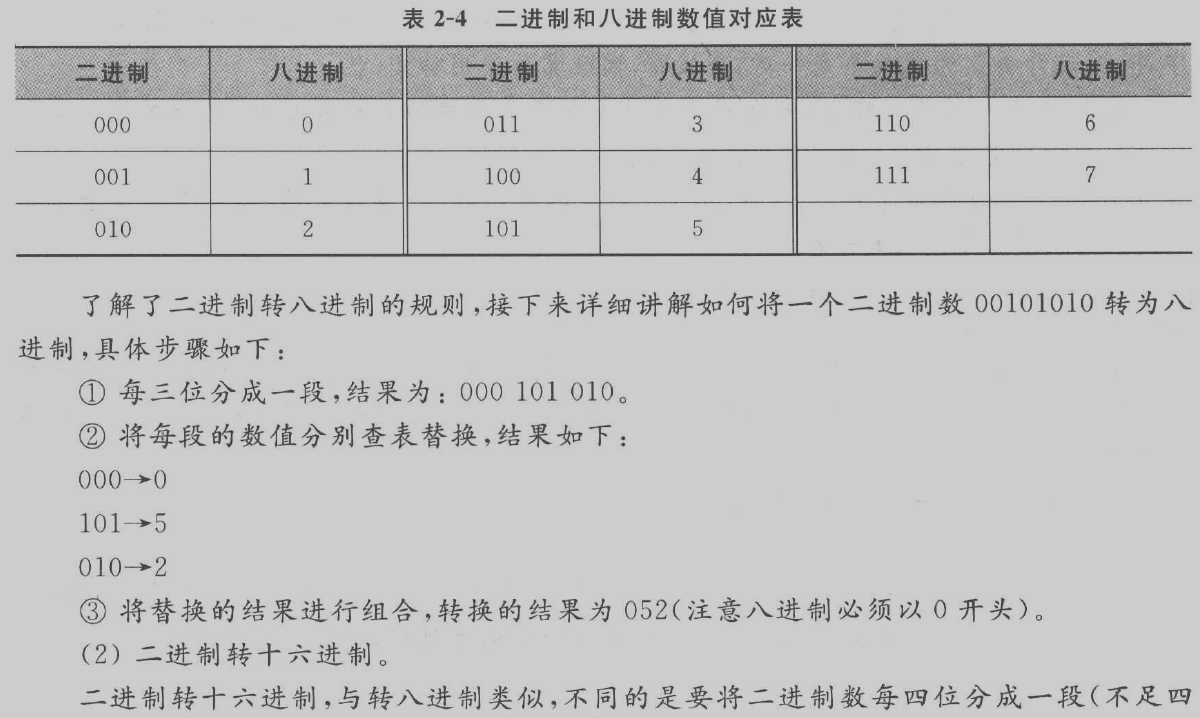 表 2-4 二进制和八进制数值对应表
二进制 八进制 二进制 八进制 二进制 八进制
000 0 011 3 110 6
001 1 100 4 111 7
010 2 101 5
了解了二进制转八进制的规则,接下来详细讲解如何将一个二进制数 00101010 转为八
进制,具体步骤如下:
① 每三位分成一段,结果为:000 101 010。
② 将每段的数值分别查表替换,结果如下:
000→0
101→5
010→2
③ 将替换的结果进行组合,转换的结果为 052(注意八进制必须以 0 开头)。
(2) 二进制转十六进制。
二进制转十六进制,与转八进制类似,不同的是要将二进制数每四位分成一段(不足四